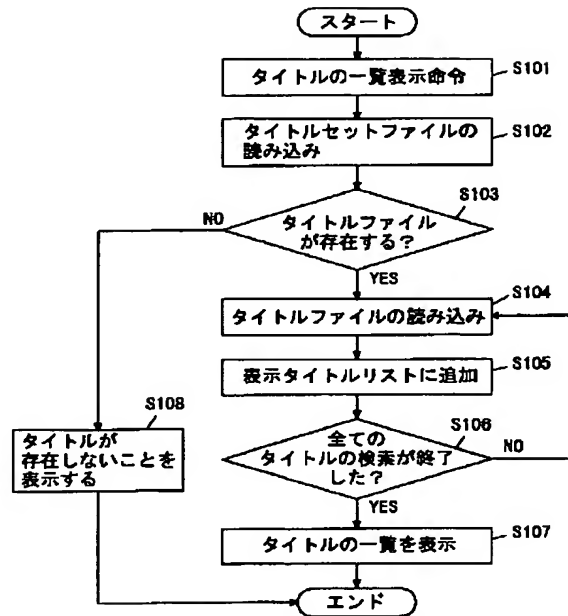 スタート
タイトルの一覧表示命令
S101
タイトルセットファイルの
読み込み
S102
S103
タイトルファイル
が存在する？
NO
YES
S104
タイトルファイルの読み込み
S105
表示タイトルリストに追加
S106
全ての
タイトルの検索が終了
した？
NO
YES
S108
タイトルが
存在しないことを
表示する
タイトルの一覧を表示
S107
エンド